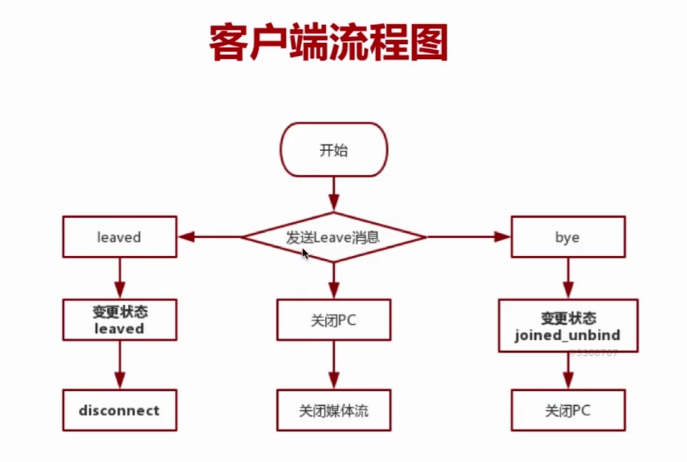 客户端流程图
开始
leaved
发送Leave消息
bye
变更状态
leaved
关闭PC
变更状态
joined_unbind
disconnect
关闭媒体流
关闭PC